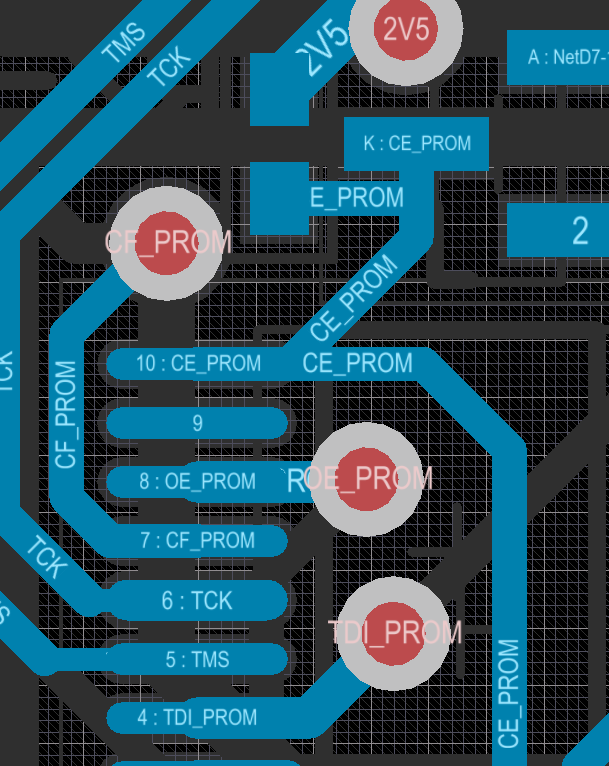 TMS
2V5
2V5
A : NetD7-
TCK
K : CE_PROM
E_PROM
2
CF_PROM
CE_PROM
TCK
CF_PROM
10 : CE_PROM
CE_PROM
9
8 : OE_PROM
R
OE_PROM
7 : CF_PROM
TCK
6 : TCK
S
TDI_PROM
5 : TMS
CE_PROM
4 : TDI_PROM